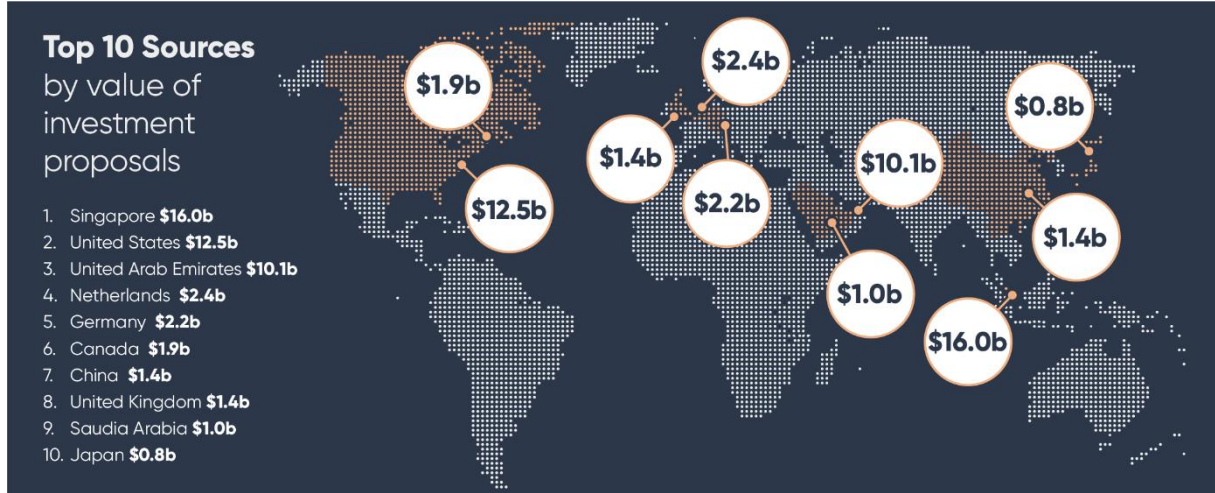 Top 10 Sources
by value of
investment
proposals
1. Singapore $16.0b
2. United States $12.5b
3. United Arab Emirates $10.1b
4. Netherlands $2.4b
5. Germany $2.2b
6. Canada $1.9b
7. China $1.4b
8. United Kingdom $1.4b
9. Saudia Arabia $1.0b
10. Japan $0.8b
$1.9b
$12.5b
$2.4b
$1.4b
$2.2b
$10.1b
$0.8b
$1.4b
$1.0b
$16.0b